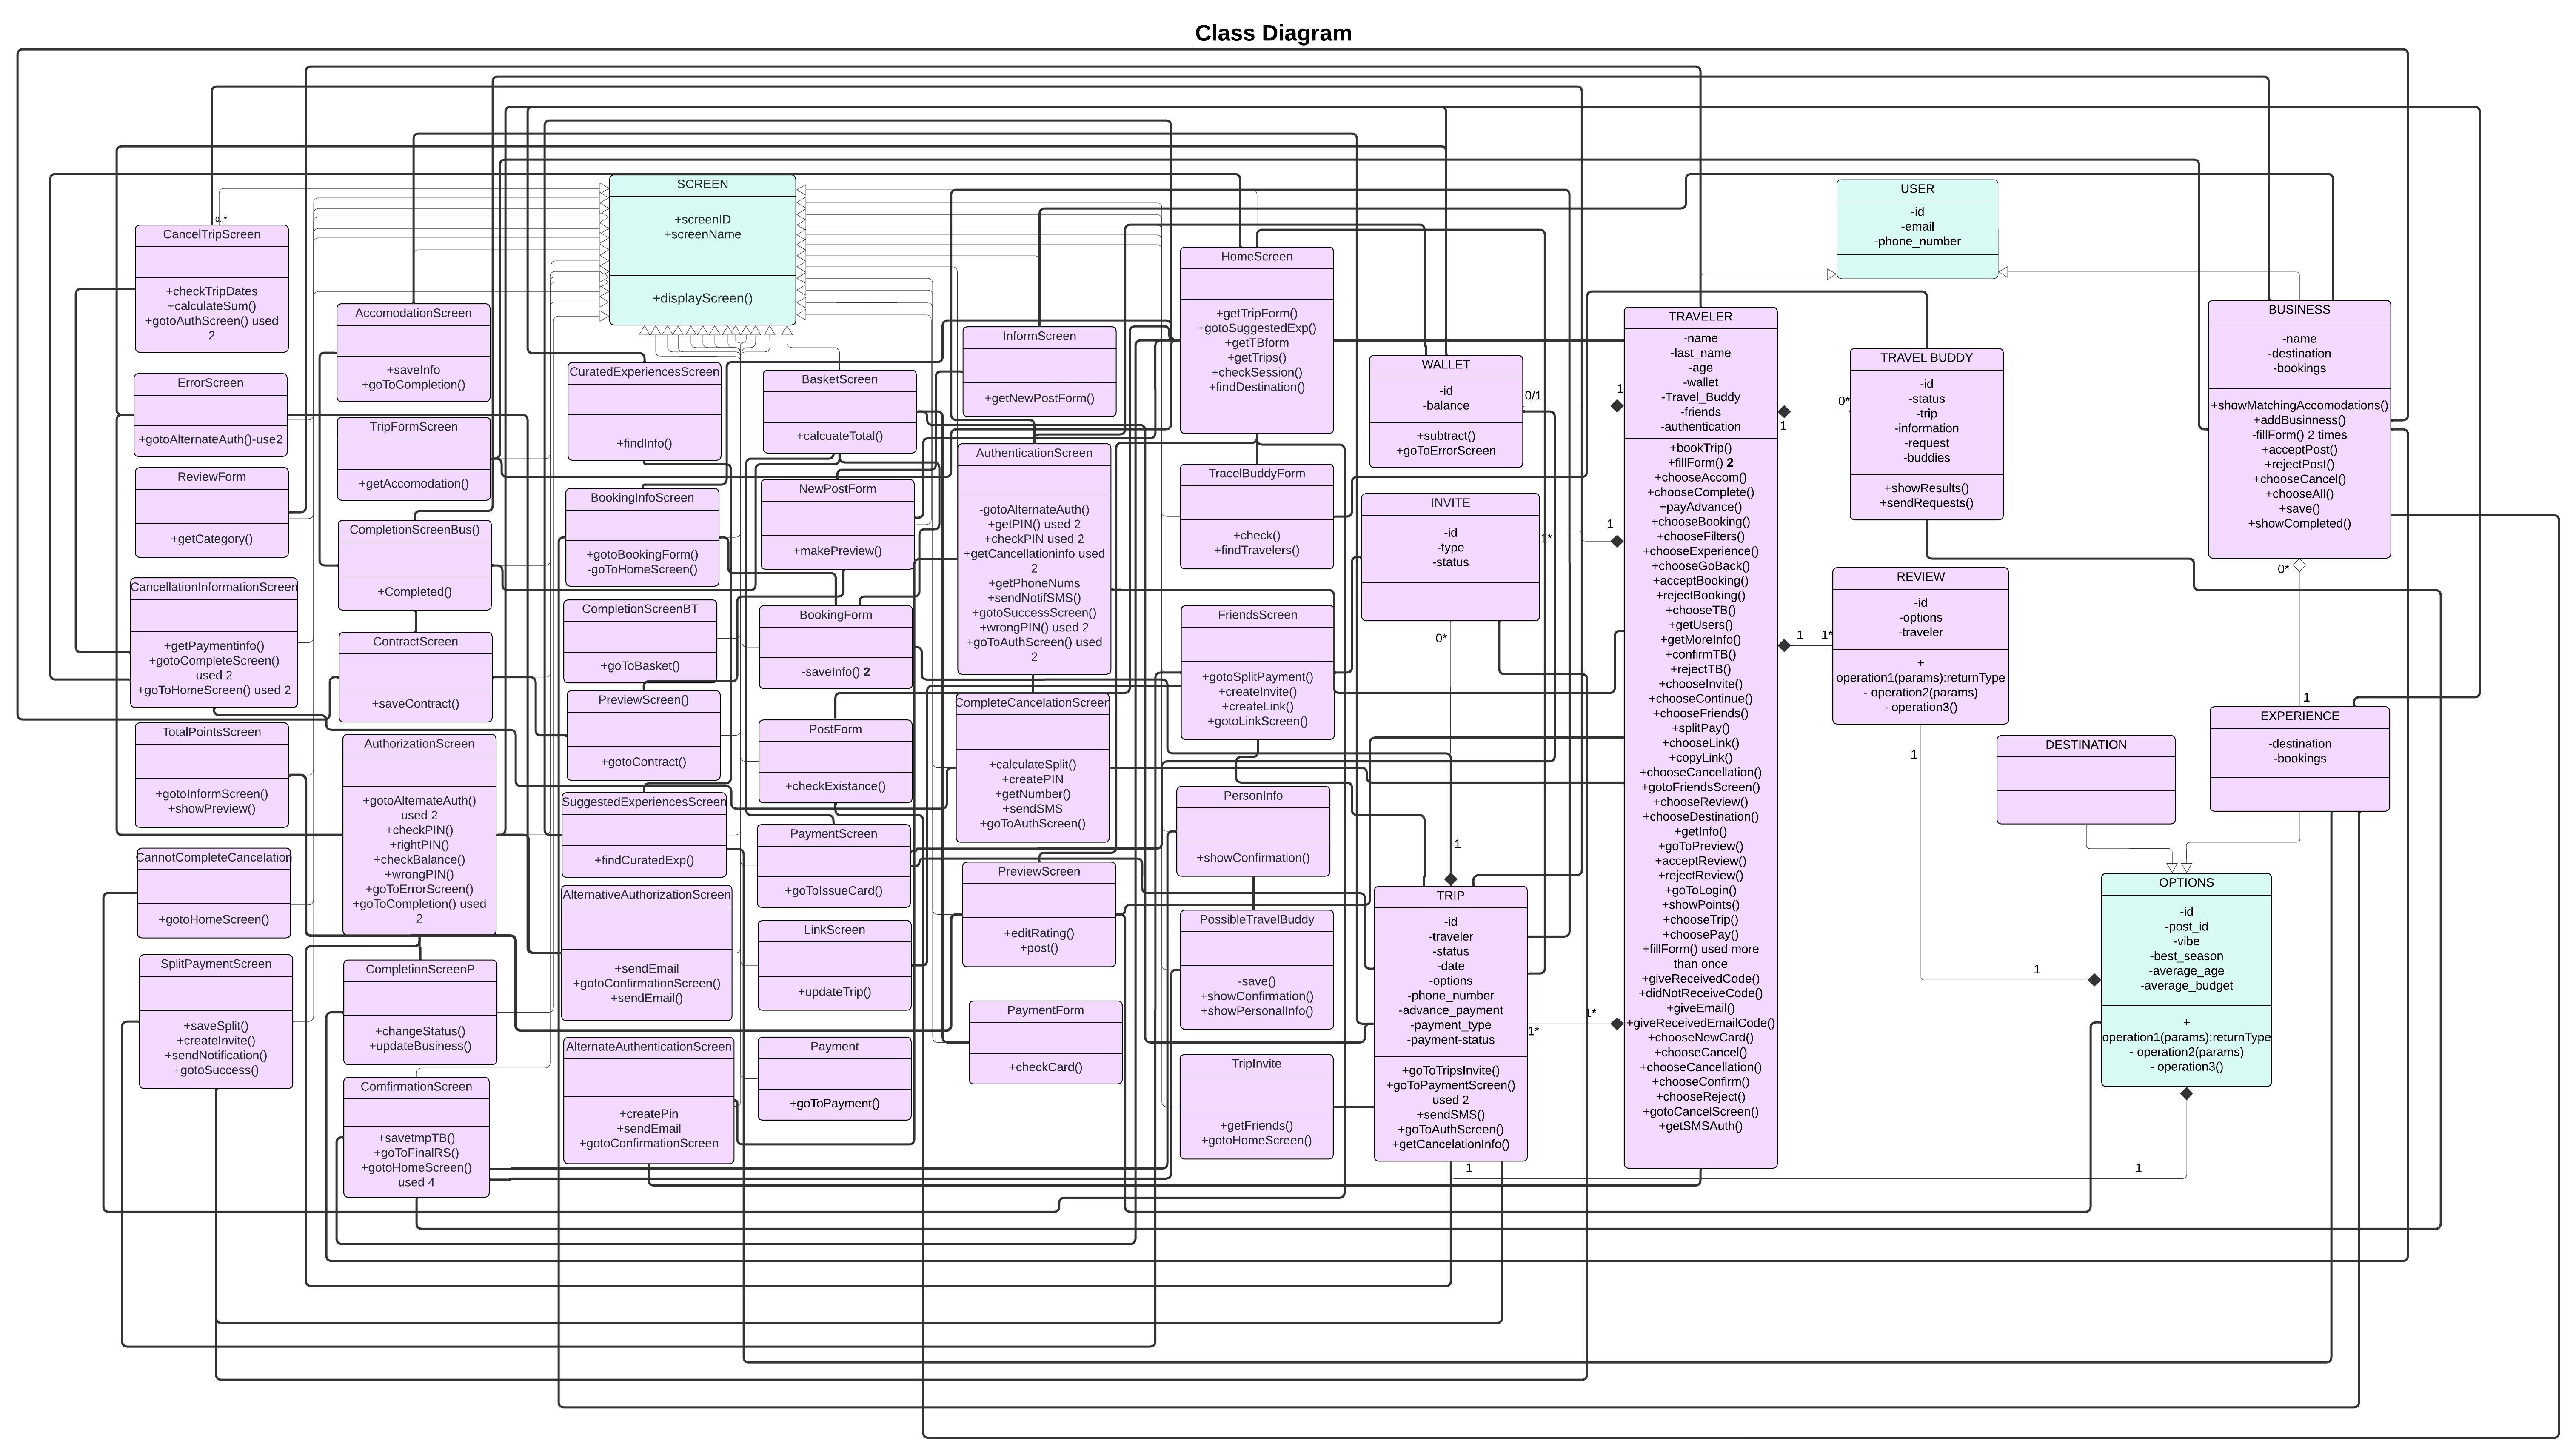 Class Diagram
SCREEN
+screenID
+screenName
+displayScreen()
USER
-id
-email
-phone_number
0..*
CancelTripScreen
+checkTripDates
+calculateSum()
+gotoAuthScreen() used
2
ErrorScreen
+gotoAlternateAuth()-use2
ReviewForm
+getCategory()
CancellationInformationScreen
+getPaymentinfo()
+gotoCompleteScreen()
used 2
+goToHomeScreen() used 2
TotalPointsScreen
+gotoInformScreen()
+showPreview()
CannotCompleteCancelation
+gotoHomeScreen()
SplitPaymentScreen
+saveSplit()
+createInvite()
+sendNotification()
+gotoSuccess()
AccomodationScreen
+saveInfo
+goToCompletion()
TripFormScreen
+getAccomodation()
CompletionScreenBus()
+Completed()
ContractScreen
+saveContract()
AuthorizationScreen
+gotoAlternateAuth()
used 2
+checkPIN()
+rightPIN()
+checkBalance()
+wrongPIN()
+goToErrorScreen()
+goToCompletion() used
2
CompletionScreenP
+changeStatus()
+updateBusiness()
ComfirmationScreen
+savetmpTB()
+goToFinalRS()
+gotoHomeScreen()
used 4
CuratedExperiencesScreen
+findInfo()
BookingInfoScreen
+gotoBookingForm()
-goToHomeScreen()
CompletionScreenBT
+goToBasket()
PreviewScreen()
+gotoContract()
SuggestedExperiencesScreen
+findCuratedExp()
AlternativeAuthorizationScreen
+sendEmail
+gotoConfirmationScreen()
+sendEmail()
AlternateAuthenticationScreen
+createPin
+sendEmail
+gotoConfirmationScreen
BasketScreen
+calcuateTotal()
NewPostForm
+makePreview()
BookingForm
-saveInfo() 2
PostForm
+checkExistance()
PaymentScreen
+goToIssueCard()
LinkScreen
+updateTrip()
Payment
+goToPayment()
InformScreen
+getNewPostForm()
AuthenticationScreen
-gotoAlternateAuth()
+getPIN() used 2
+checkPIN used 2
+getCancellationinfo used
2
+getPhoneNums
+sendNotifSMS()
+gotoSuccessScreen()
+wrongPIN() used 2
+goToAuthScreen() used
2
CompleteCancelationScreen
+calculateSplit()
+createPIN
+getNumber()
+sendSMS
+goToAuthScreen()
PreviewScreen
+editRating()
+post()
PaymentForm
+checkCard()
HomeScreen
+getTripForm()
+gotoSuggestedExp()
+getTBform
+getTrips()
+checkSession()
+findDestination()
TracelBuddyForm
+check()
+findTravelers()
FriendsScreen
+gotoSplitPayment()
+createInvite()
+createLink()
+gotoLinkScreen()
PersonInfo
+showConfirmation()
PossibleTravelBuddy
-save()
+showConfirmation()
+showPersonalInfo()
TripInvite
+getFriends()
+gotoHomeScreen()
WALLET
-id
-balance
+subtract()
+goToErrorScreen
0/1
1
INVITE
-id
-type
-status
1*
1
0*
1
TRIP
-id
-traveler
-status
-date
-options
-phone_number
-advance_payment
-payment_type
-payment-status
+goToTripsInvite()
+goToPaymentScreen()
used 2
+sendSMS()
+goToAuthScreen()
+getCancelationInfo()
1*
1*
1
1
TRAVELER
-name
-last_name
-age
-wallet
-Travel_Buddy
-friends
-authentication
+bookTrip()
+fillForm() 2
+chooseAccom()
+chooseComplete()
+payAdvance()
+chooseBooking()
+chooseFilters()
+chooseExperience()
+chooseGoBack()
+acceptBooking()
+rejectBooking()
+chooseTB()
+getUsers()
+getMoreInfo()
+confirmTB()
+rejectTB()
+chooseInvite()
+chooseContinue()
+chooseFriends()
+splitPay()
+chooseLink()
+copyLink()
+chooseCancellation()
+gotoFriendsScreen()
+chooseReview()
+chooseDestination()
+getInfo()
+goToPreview()
+acceptReview()
+rejectReview()
+goToLogin()
+showPoints()
+chooseTrip()
+choosePay()
+fillForm() used more
than once
+giveReceivedCode()
+didNotReceiveCode()
+giveEmail()
+giveReceivedEmailCode()
+chooseNewCard()
+chooseCancel()
+chooseCancellation()
+chooseConfirm()
+chooseReject()
+gotoCancelScreen()
+getSMSAuth()
0*
1
TRAVEL BUDDY
-id
-status
-trip
-information
-request
-buddies
+showResults()
+sendRequests()
1
1*
REVIEW
-id
-options
-traveler
+
operation1(params):returnType
- operation2(params)
- operation3()
1
1
DESTINATION
BUSINESS
-name
-destination
-bookings
+showMatchingAccomodations()
+addBusinness()
-fillForm() 2 times
+acceptPost()
+rejectPost()
+chooseCancel()
+chooseAll()
+save()
+showCompleted()
0*
1
EXPERIENCE
-destination
-bookings
OPTIONS
-id
-post_id
-vibe
-best_season
-average_age
-average_budget
+
operation1(params):returnType
- operation2(params)
- operation3()